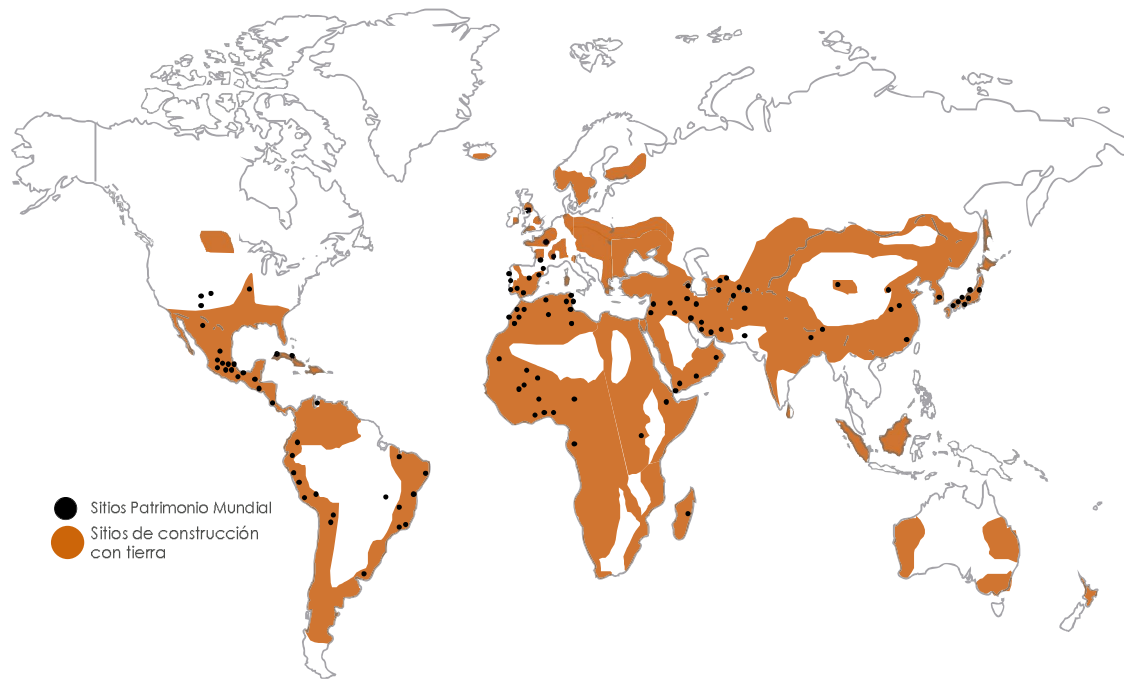 Sitios Patrimonio Mundial
Sitios de construcción
con tierra